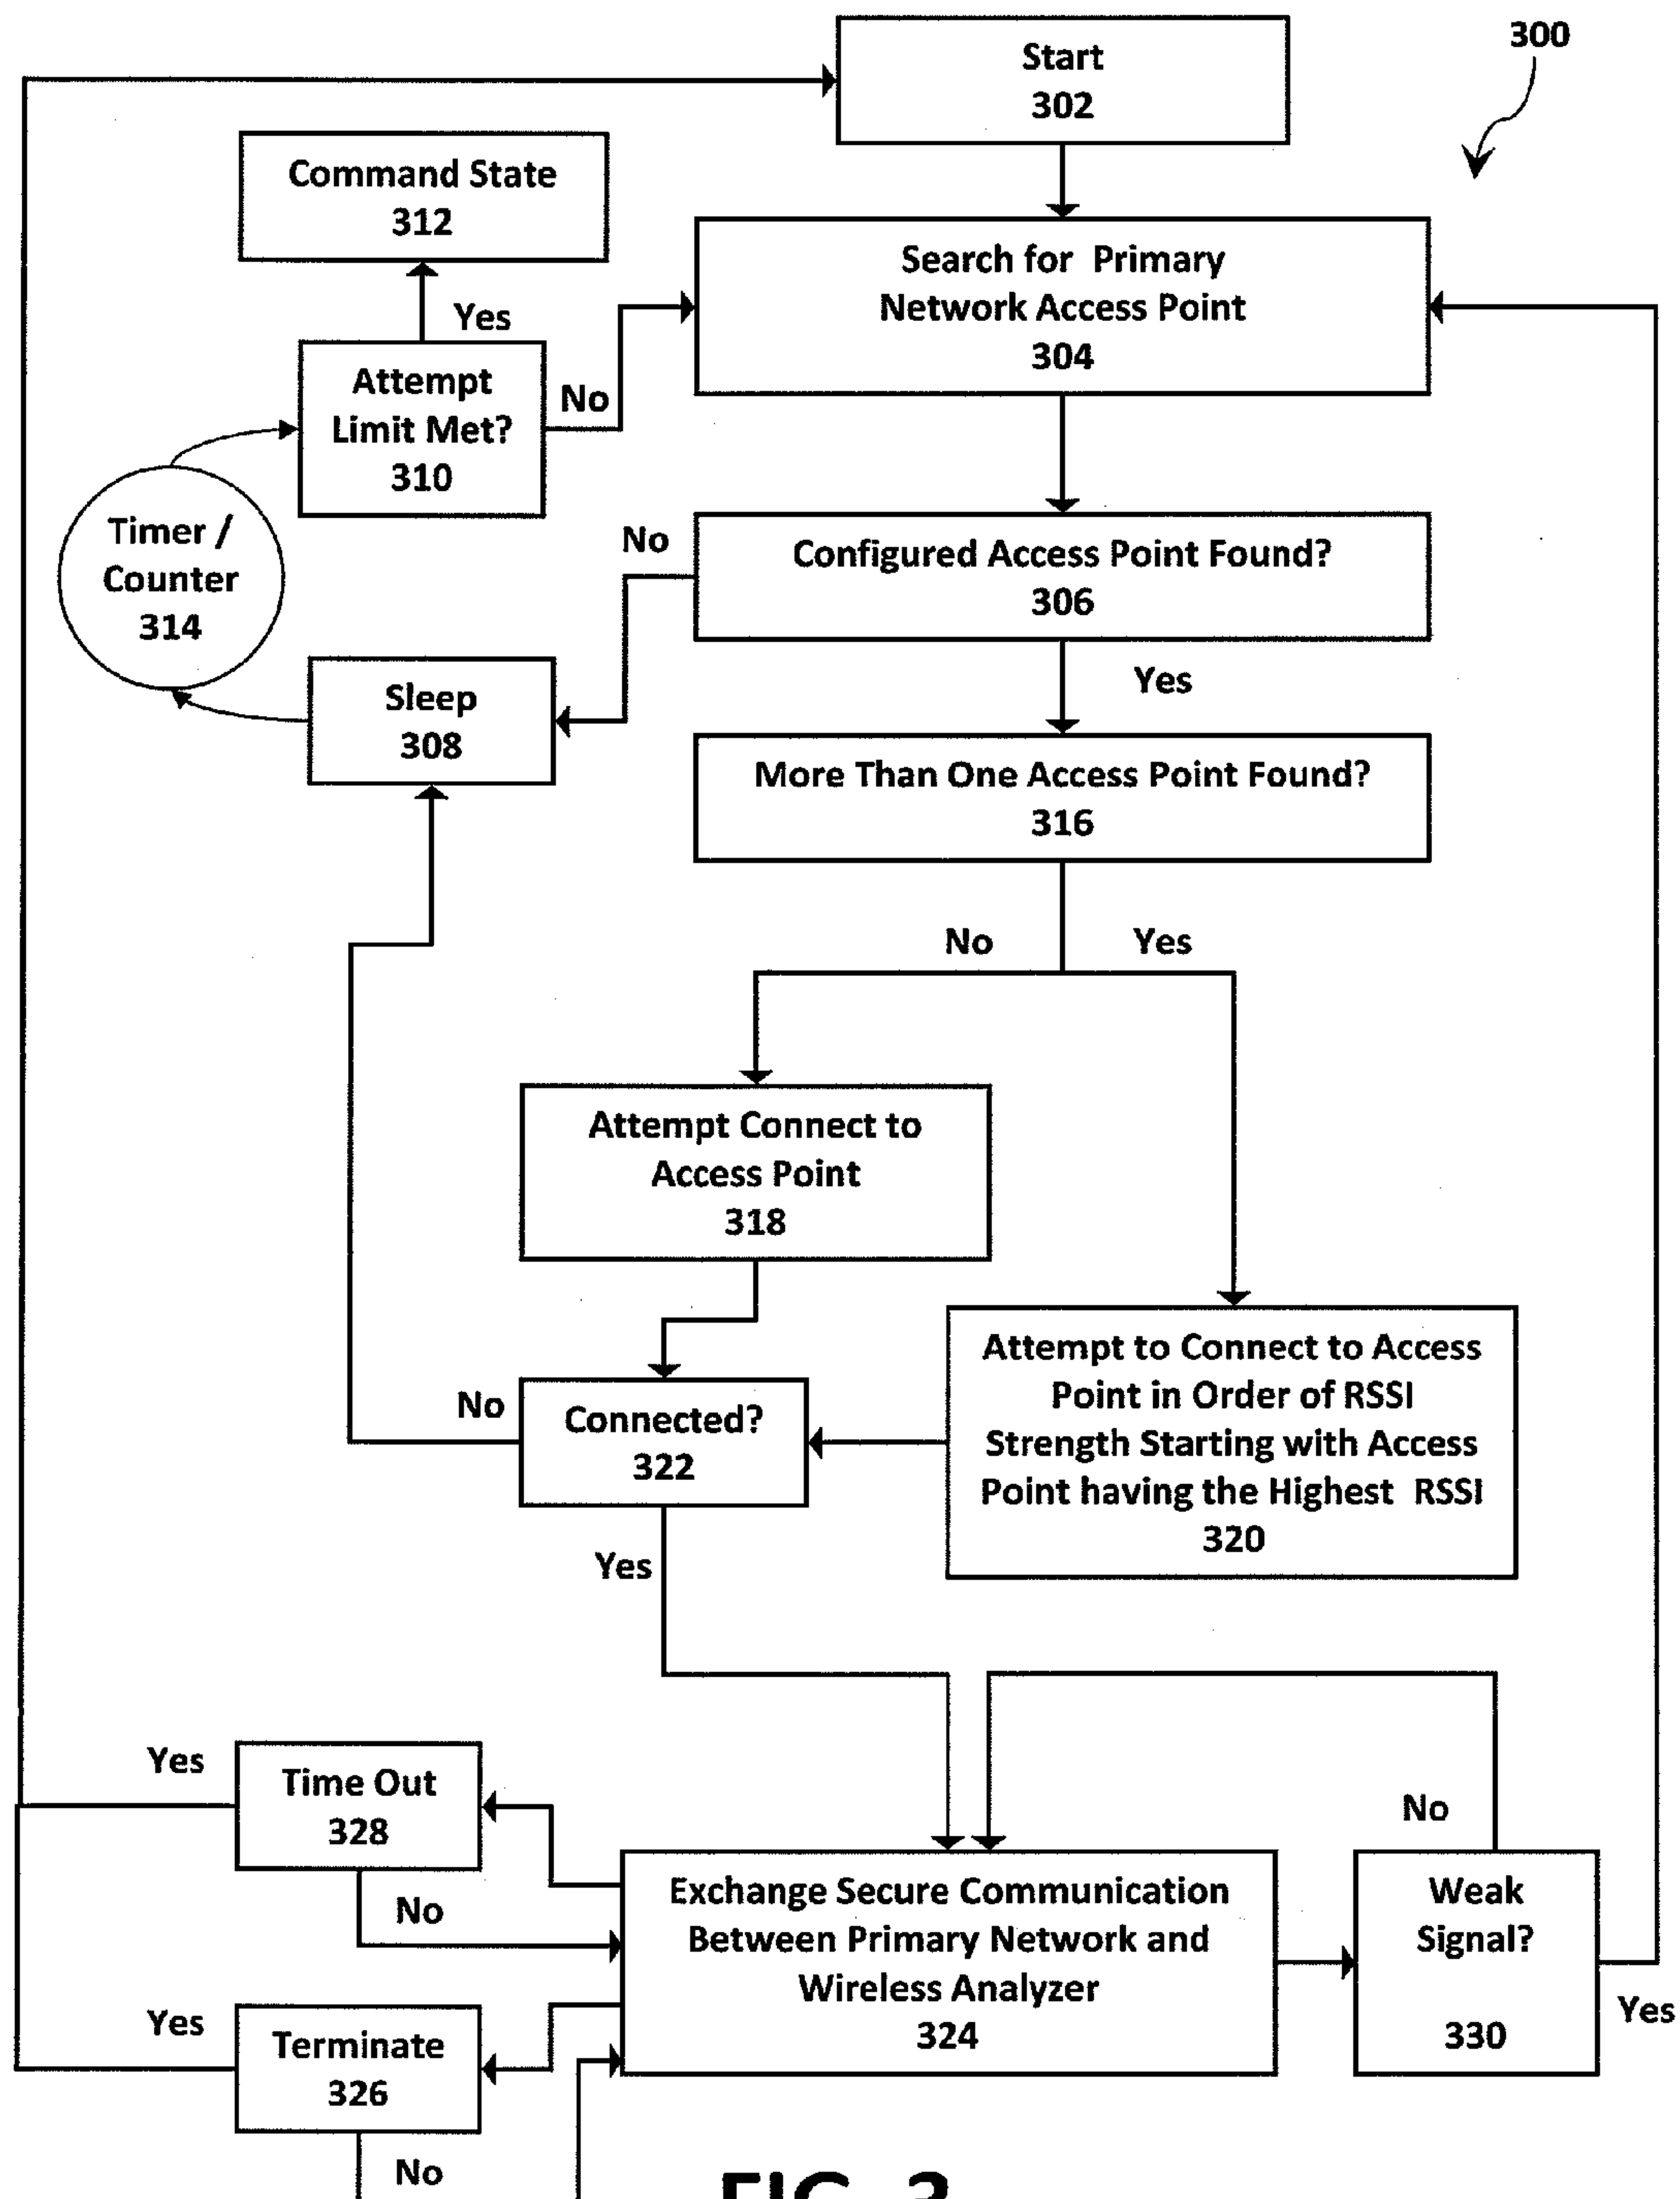 Start
302
300
Command State
312
Yes
Search for Primary
Network Access Point
304
Attempt
Limit Met?
310
No
Timer /
Counter
314
No
Configured Access Point Found?
306
Yes
Sleep
308
More Than One Access Point Found?
316
No
Yes
Attempt Connect to
Access Point
318
Attempt to Connect to Access
Point in Order of RSSI
Strength Starting with Access
Point having the Highest RSSI
320
No
Connected?
322
Yes
Yes
Time Out
328
No
No
Exchange Secure Communication
Between Primary Network and
Wireless Analyzer
324
Weak
Signal?
330
Yes
Yes
Terminate
326
No
FIG. 3